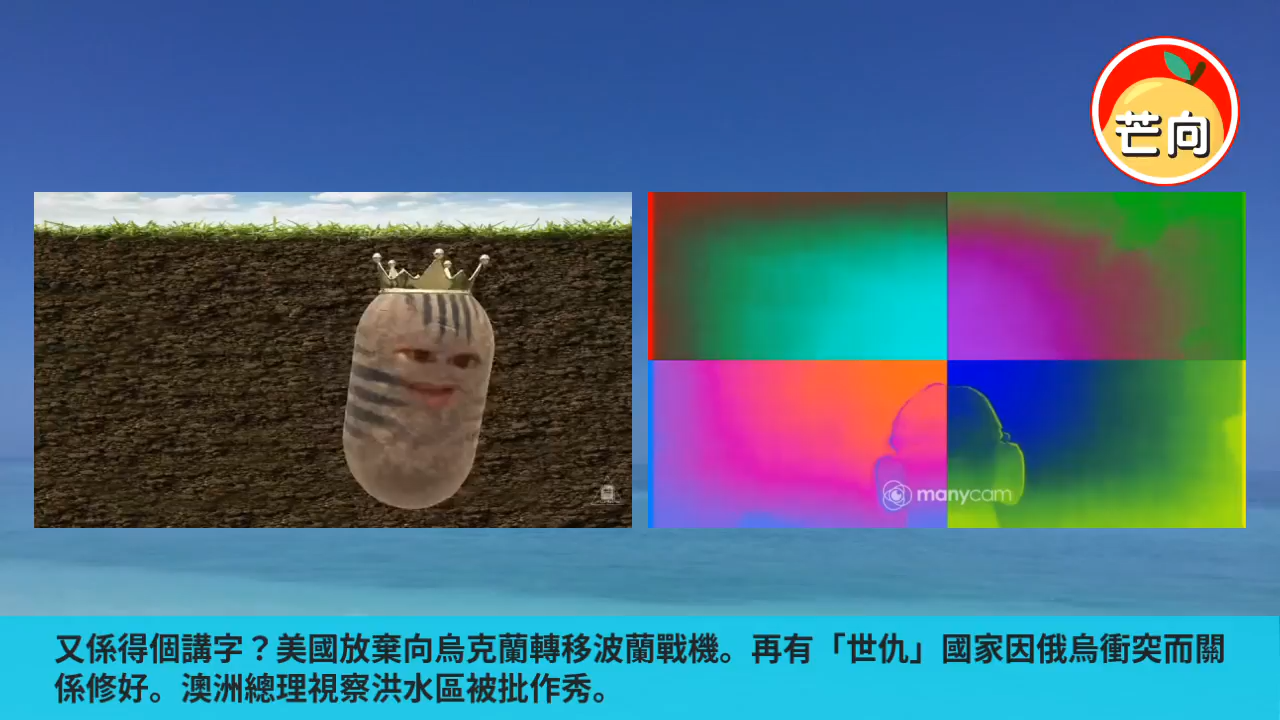 芒向
manycam
又係得個講字？美國放棄向烏克蘭轉移波蘭戰機。再有「世仇」國家因俄烏衝突而關
係修好。澳洲總理視察洪水區被批作秀。